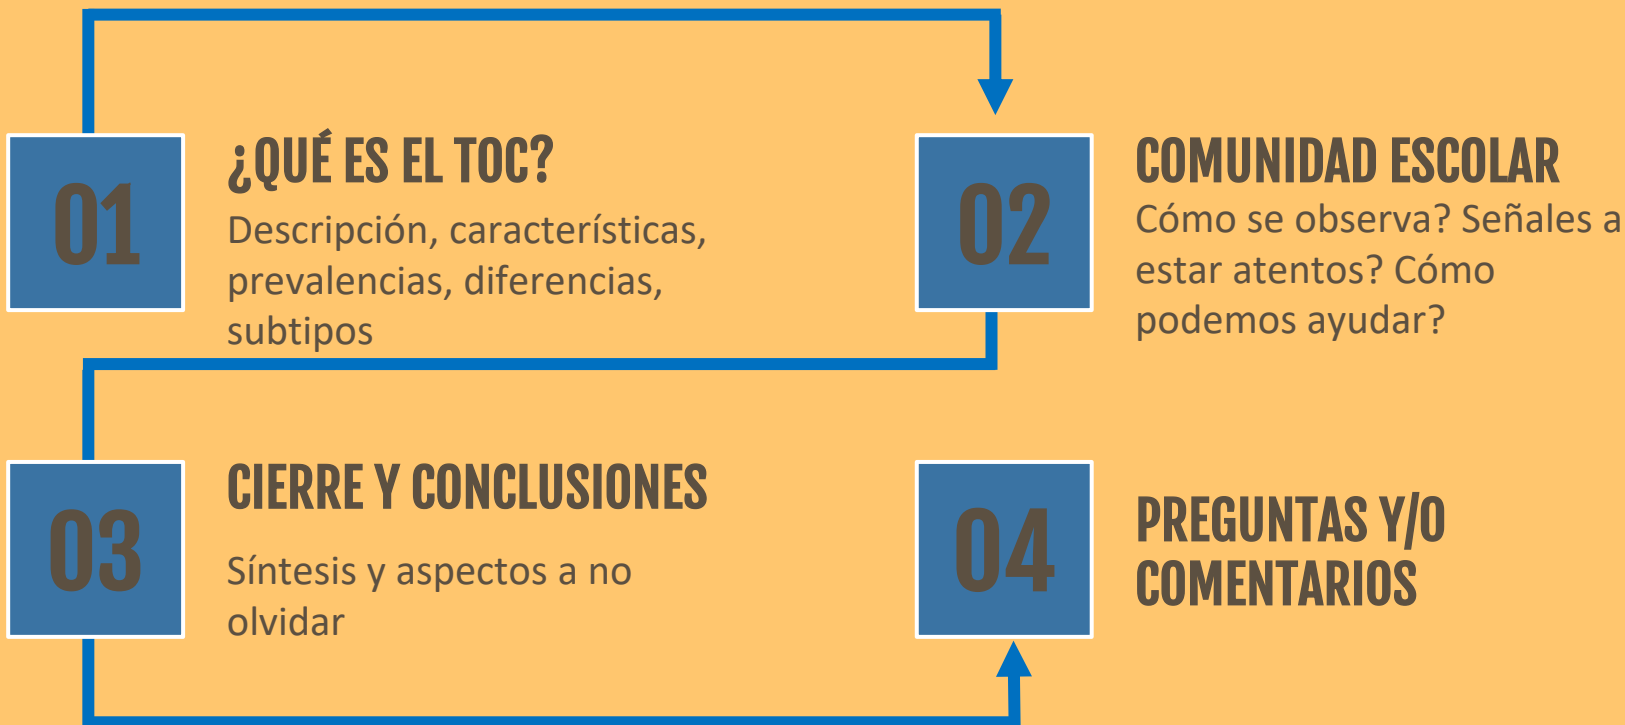 01
¿QUÉ ES EL TOC?
Descripción, características,
prevalencias, diferencias,
subtipos
02
COMUNIDAD ESCOLAR
Cómo se observa? Señales a
estar atentos? Cómo
podemos ayudar?
03
CIERRE Y CONCLUSIONES
Síntesis y aspectos a no
olvidar
04
PREGUNTAS Y/O
COMENTARIOS